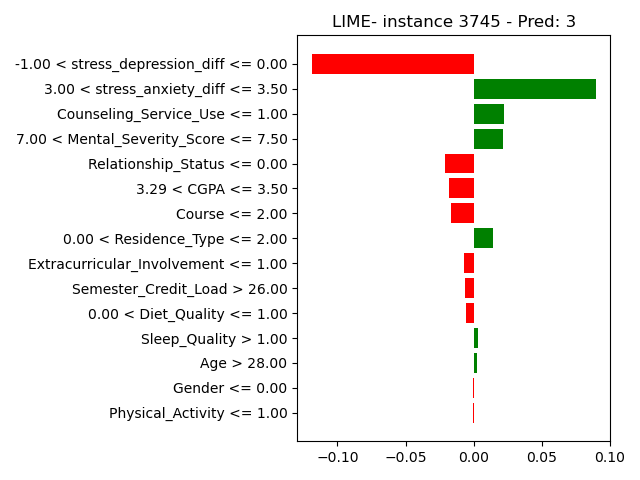 LIME- instance 3745 - Pred: 3
-1.00 < stress_depression_diff <= 0.00
3.00 < stress_anxiety_diff <= 3.50
Counseling_Service_Use <= 1.00
7.00 < Mental_Severity_Score <= 7.50
Relationship_Status <= 0.00
3.29 < CGPA <= 3.50
Course <= 2.00
0.00 < Residence_Type <= 2.00
Extracurricular_Involvement <= 1.00
Semester_Credit_Load > 26.00
0.00 < Diet_Quality <= 1.00
Sleep_Quality > 1.00
Age > 28.00
Gender <= 0.00
Physical_Activity <= 1.00
−0.10 −0.05 0.00 0.05 0.10